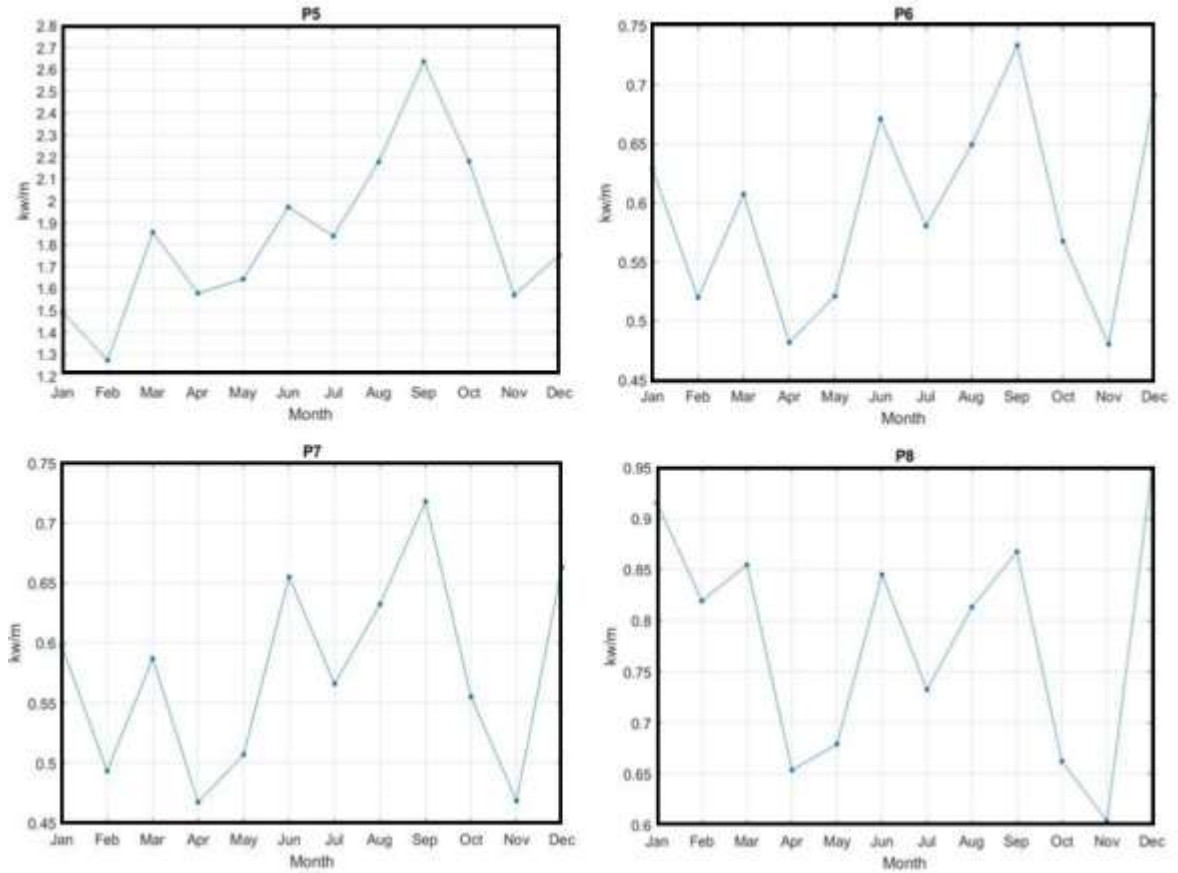 P5
2.8
2.7
2.6
2.5
2.4
2.3
2.2
2.1
2
1.9
1.8
1.7
1.6
1.5
1.4
1.3
1.2
kw/m
Jan Feb Mar Apr May Jun Jul Aug Sep Oct Nov Dec
Month
P6
0.75
0.7
0.65
0.6
0.55
0.5
0.45
kw/m
Jan Feb Mar Apr May Jun Jul Aug Sep Oct Nov Dec
Month
P7
0.75
0.7
0.65
0.6
0.55
0.5
0.45
kw/m
Jan Feb Mar Apr May Jun Jul Aug Sep Oct Nov Dec
Month
P8
0.95
0.9
0.85
0.8
0.75
0.7
0.65
0.6
kw/m
Jan Feb Mar Apr May Jun Jul Aug Sep Oct Nov Dec
Month